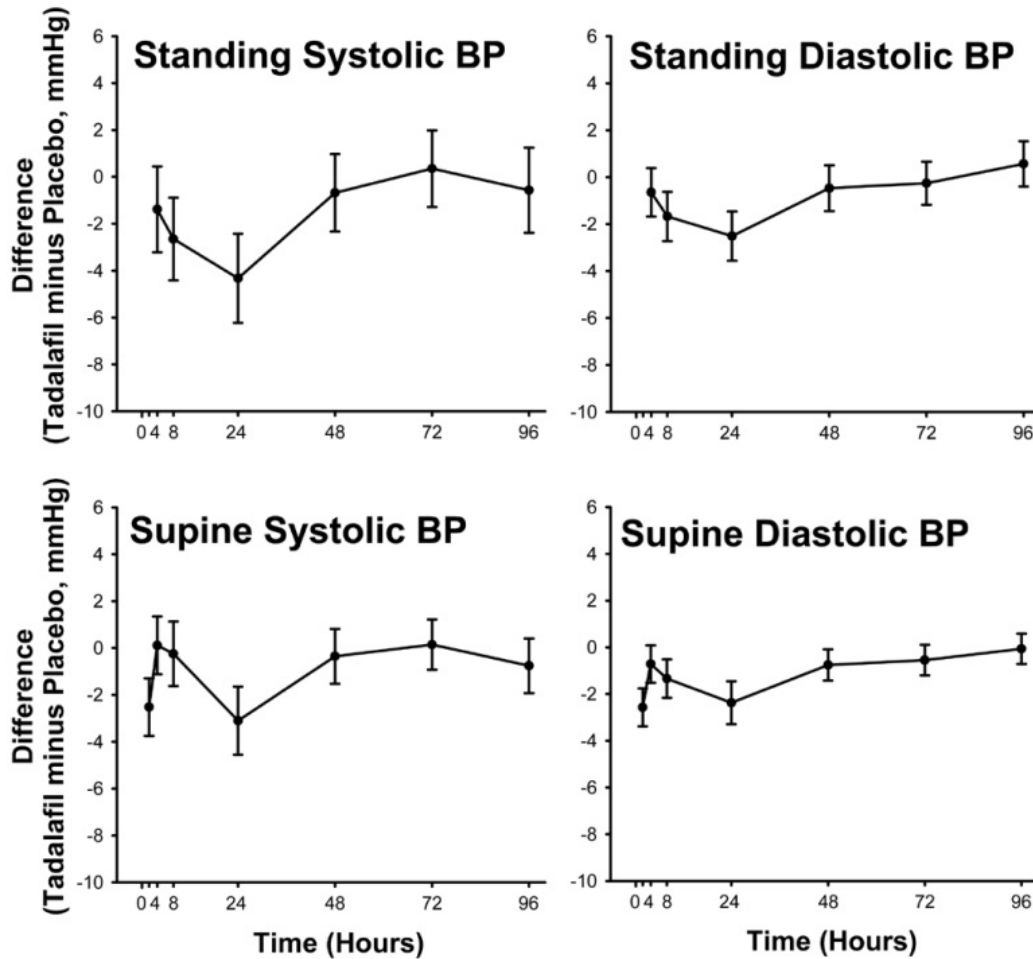 Standing Systolic BP
Difference
(Tadalafil minus Placebo, mmHg)
6
4
2
0
-2
-4
-6
-8
-10
0 4 8 24 48 72 96
Standing Diastolic BP
6
4
2
0
-2
-4
-6
-8
-10
0 4 8 24 48 72 96
Supine Systolic BP
Difference
(Tadalafil minus Placebo, mmHg)
6
4
2
0
-2
-4
-6
-8
-10
0 4 8 24 48 72 96
Time (Hours)
Supine Diastolic BP
6
4
2
0
-2
-4
-6
-8
-10
0 4 8 24 48 72 96
Time (Hours)